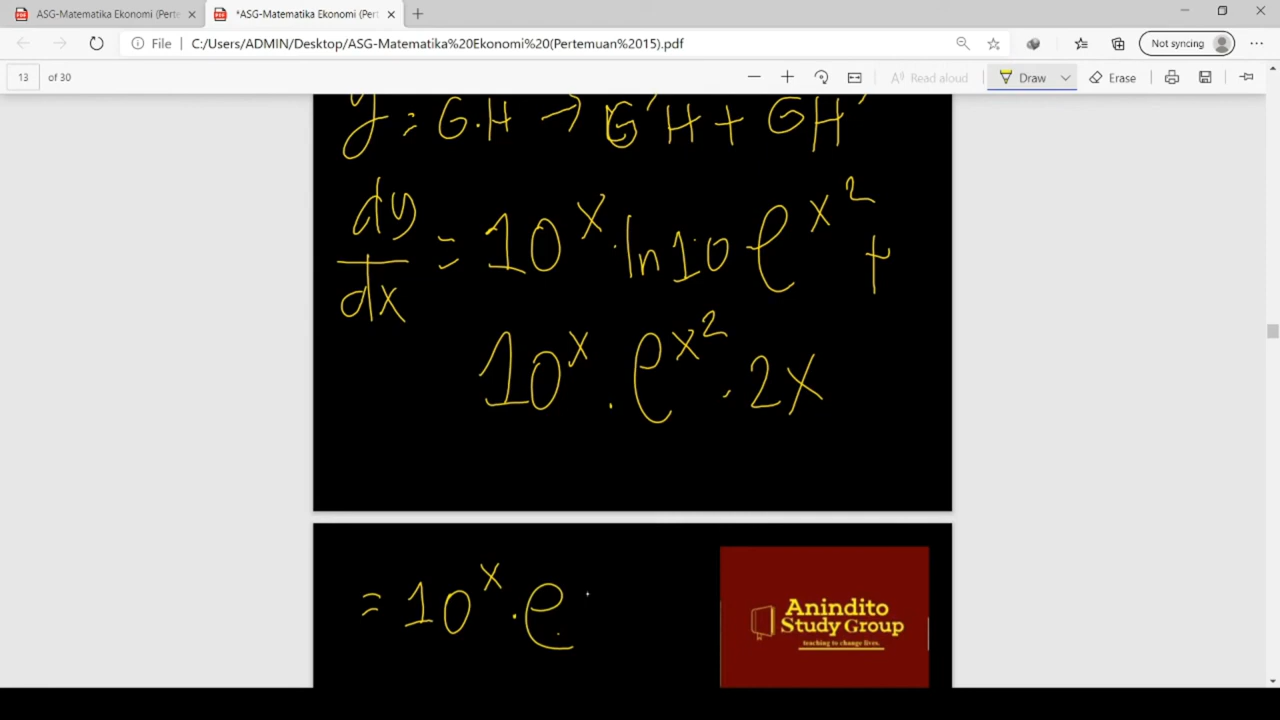 ASG-Matematika Ekonomi (Perte
*ASG-Matematika Ekonomi (Pert
File | C:/Users/ADMIN/Desktop/ASG-Matematika%20Ekonomi%20(Pertemuan%2015).pdf
Not syncing
13 of 30
Read aloud
Draw
Erase
y = G.H → G'H + GH'
dy/dx = 10^x . ln 10 e^x^2 +
10^x . e^x^2 . 2x
= 10^x . e
Anindito
Study Group
teaching to change lives.